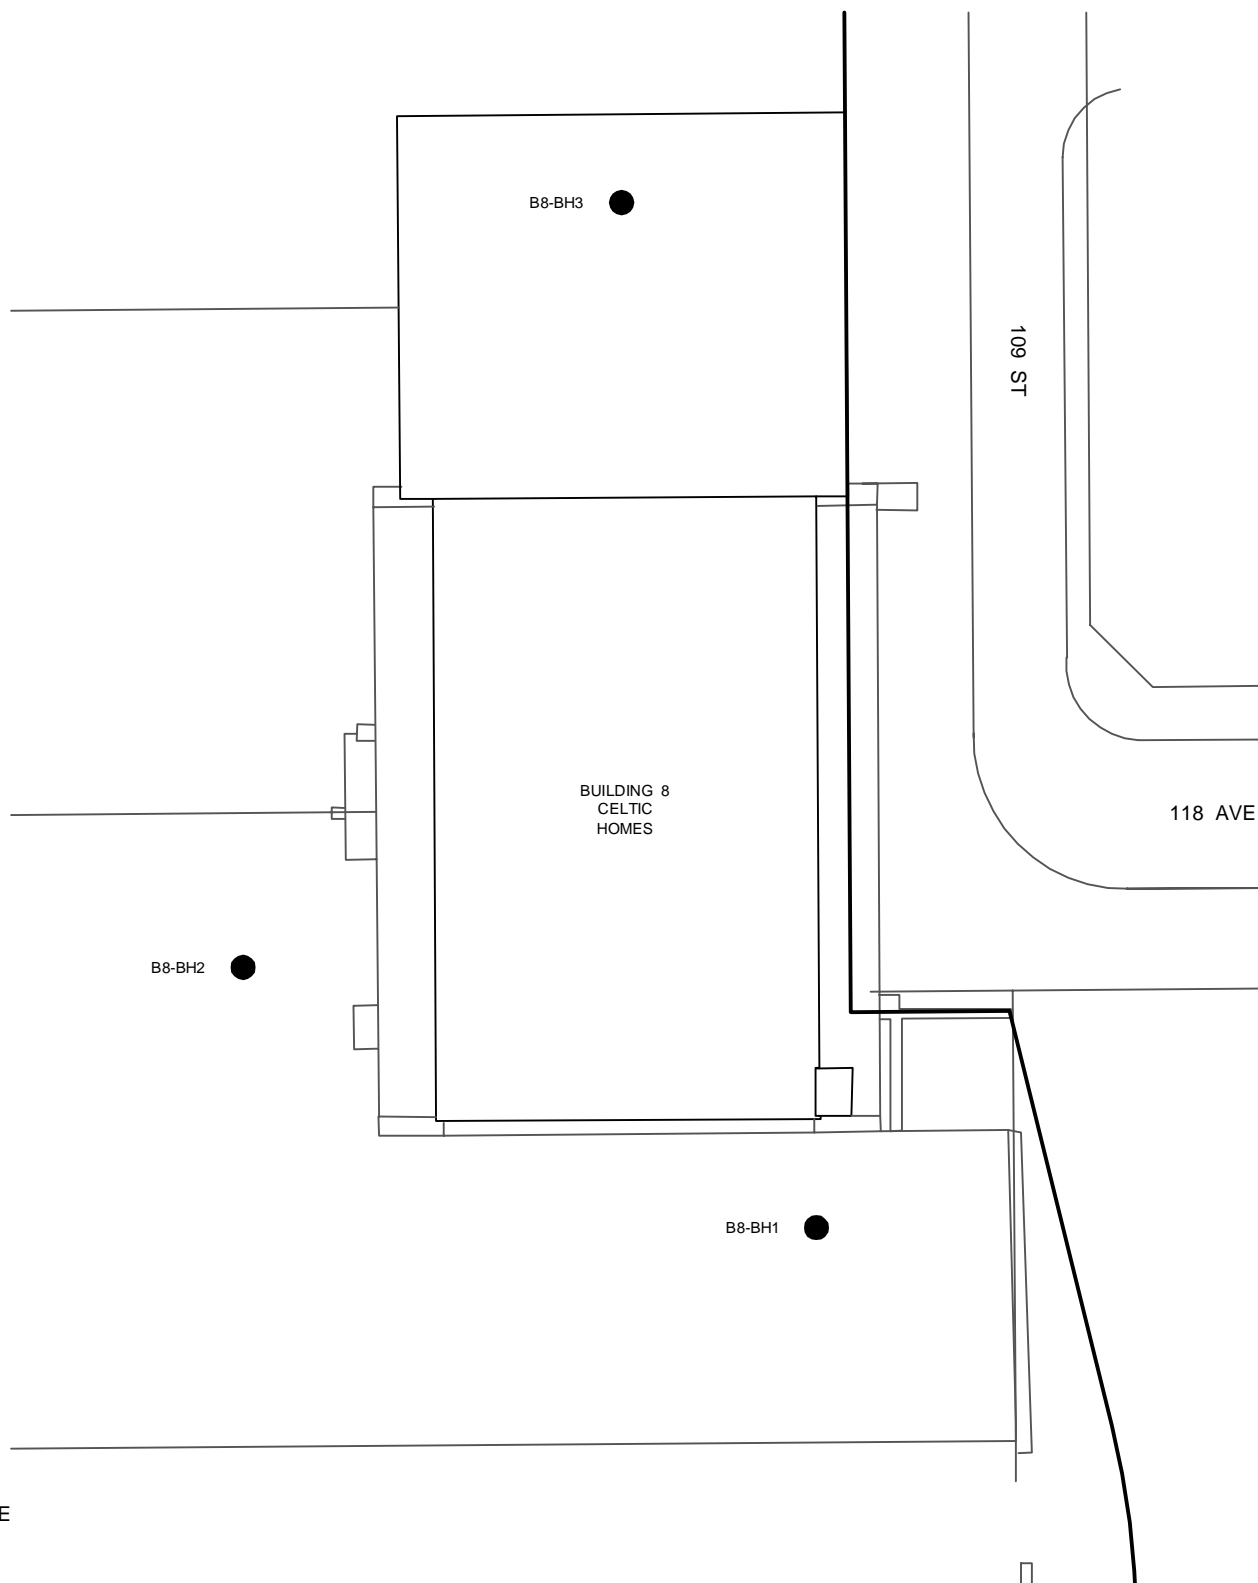 B8-BH3
109 ST
BUILDING 8
CELTIC
HOMES
118 AVE
B8-BH2
B8-BH1
E